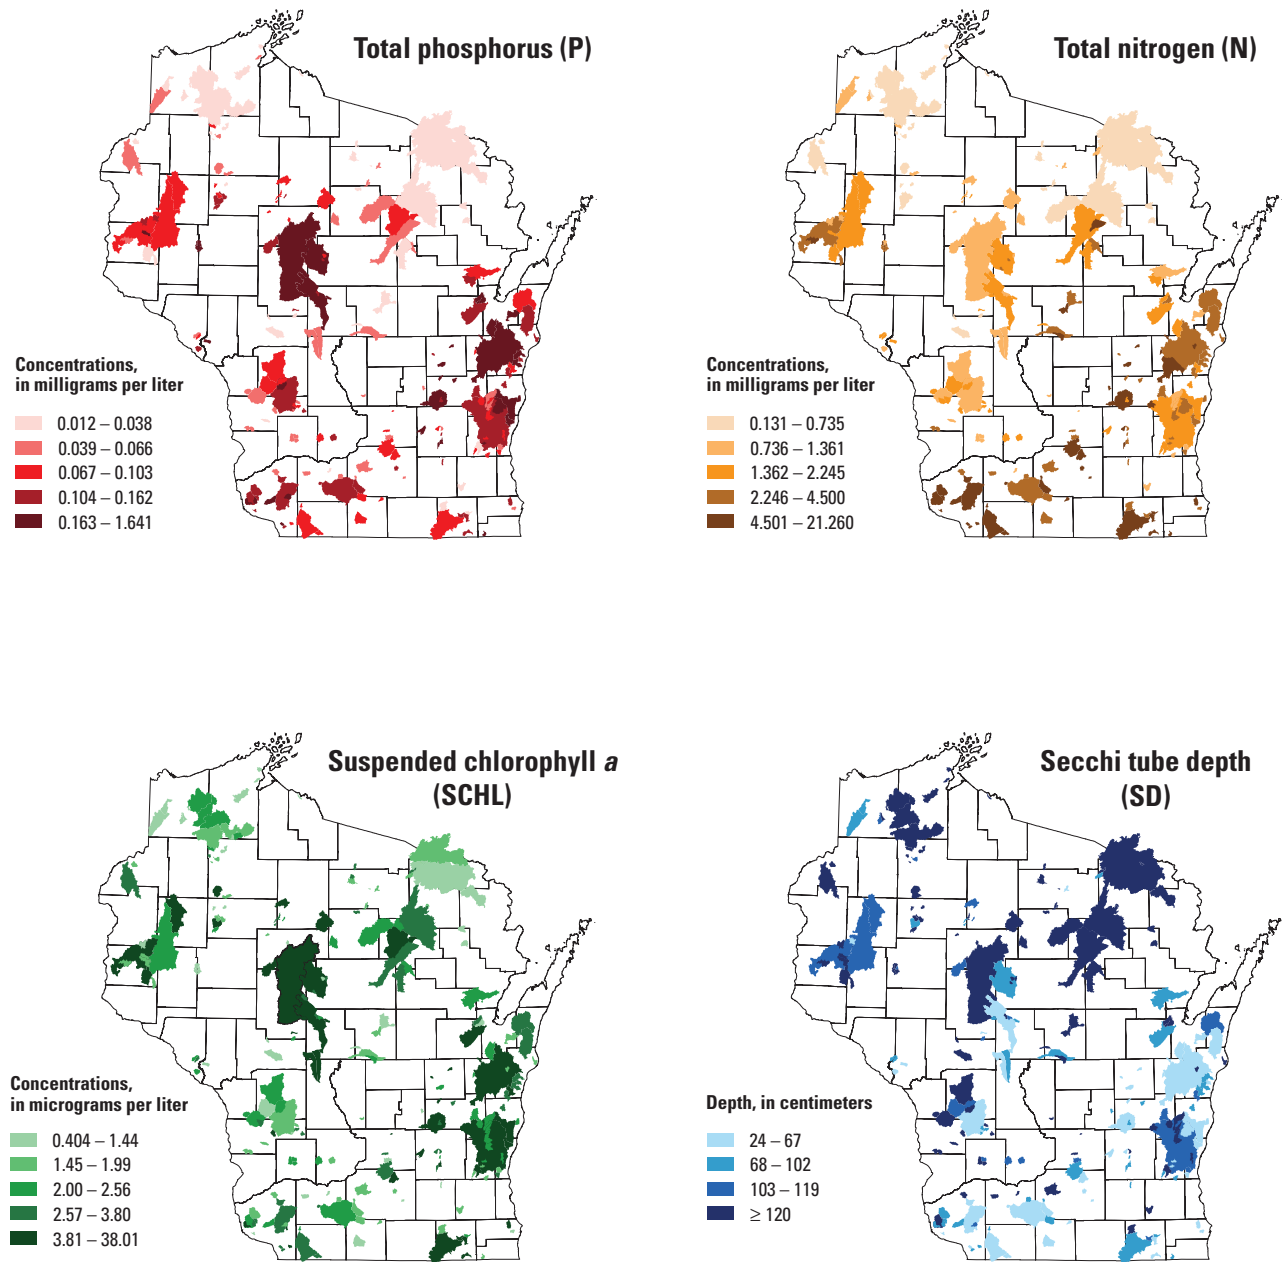 Total phosphorus (P)
Concentrations,
in milligrams per liter
0.012 – 0.038
0.039 – 0.066
0.067 – 0.103
0.104 – 0.162
0.163 – 1.641
Total nitrogen (N)
Concentrations,
in milligrams per liter
0.131 – 0.735
0.736 – 1.361
1.362 – 2.245
2.246 – 4.500
4.501 – 21.260
Suspended chlorophyll a
(SCHL)
Concentrations,
in micrograms per liter
0.404 – 1.44
1.45 – 1.99
2.00 – 2.56
2.57 – 3.80
3.81 – 38.01
Secchi tube depth
(SD)
Depth, in centimeters
24 – 67
68 – 102
103 – 119
≥ 120